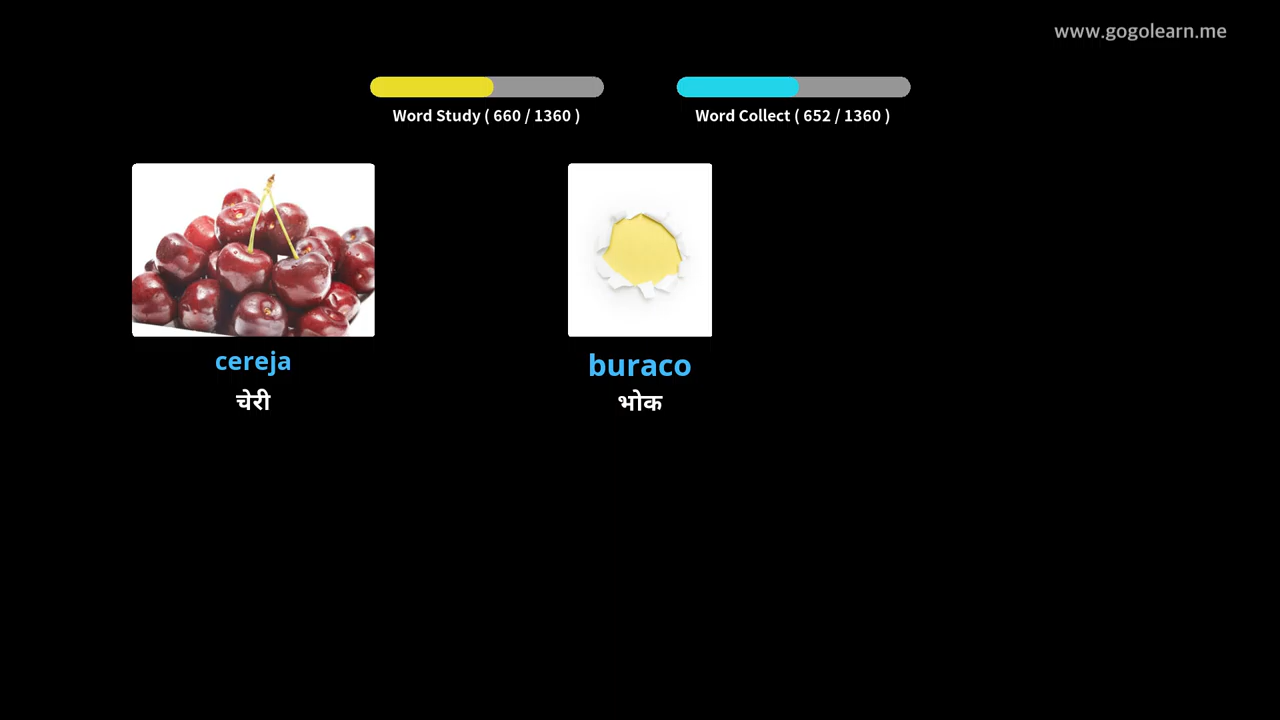 www.gogolearn.me
Word Study ( 660 / 1360 )
Word Collect ( 652 / 1360 )
cereja
चेरी
buraco
भोक